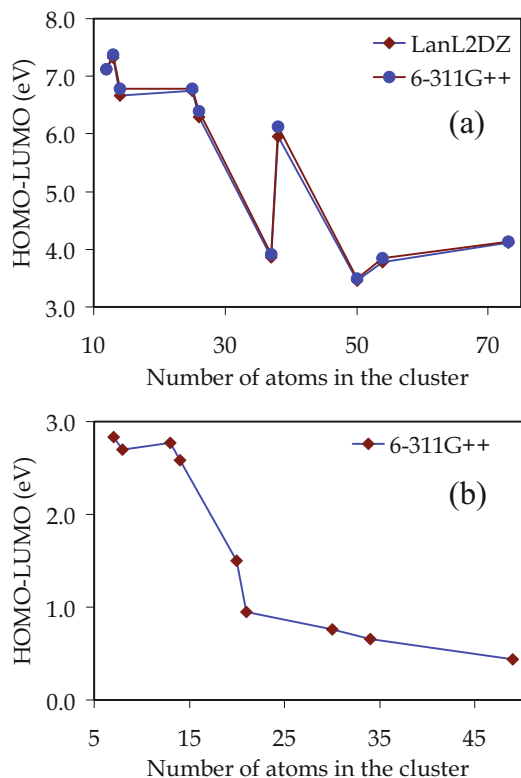 8.0
7.0
6.0
5.0
4.0
3.0
HOMO-LUMO (eV)
LanL2DZ
6-311G++
(a)
10 30 50 70
Number of atoms in the cluster
3.0
2.0
1.0
0.0
HOMO-LUMO (eV)
6-311G++
(b)
5 15 25 35 45
Number of atoms in the cluster